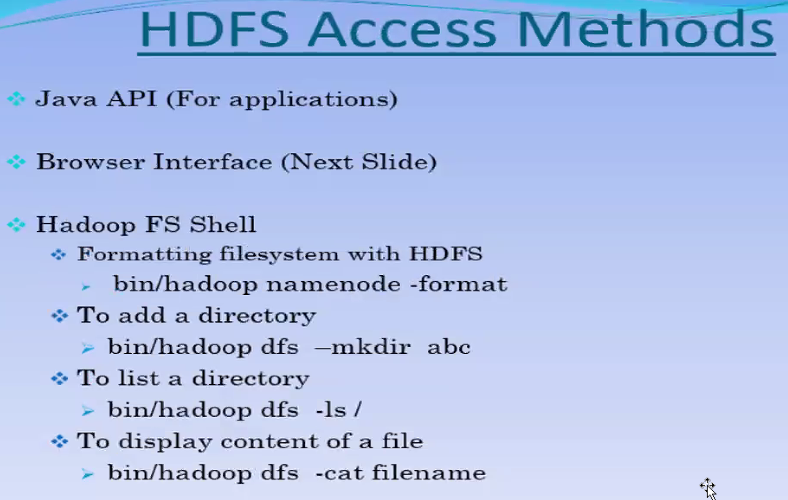 HDFS Access Methods
Java API (For applications)
Browser Interface (Next Slide)
Hadoop FS Shell
Formatting filesystem with HDFS
bin/hadoop namenode -format
To add a directory
bin/hadoop dfs –mkdir abc
To list a directory
bin/hadoop dfs -ls /
To display content of a file
bin/hadoop dfs -cat filename